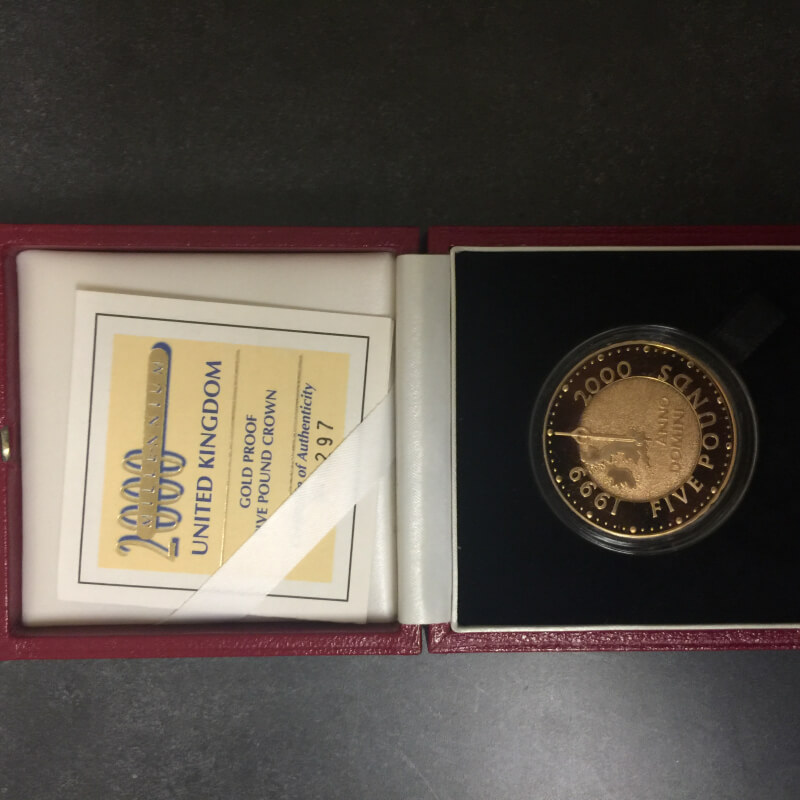 2000
MILLENNIUM
UNITED KINGDOM
GOLD PROOF
IVE POUND CROWN
of Authenticity
297
1999 2000
ANNO
DOMINI
FIVE POUNDS